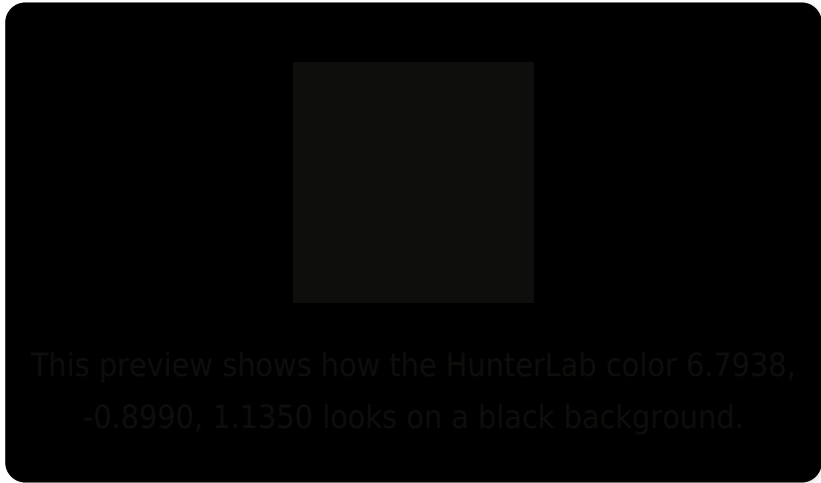 This preview shows how the HunterLab color 6.7938,
-0.8990, 1.1350 looks on a black background.